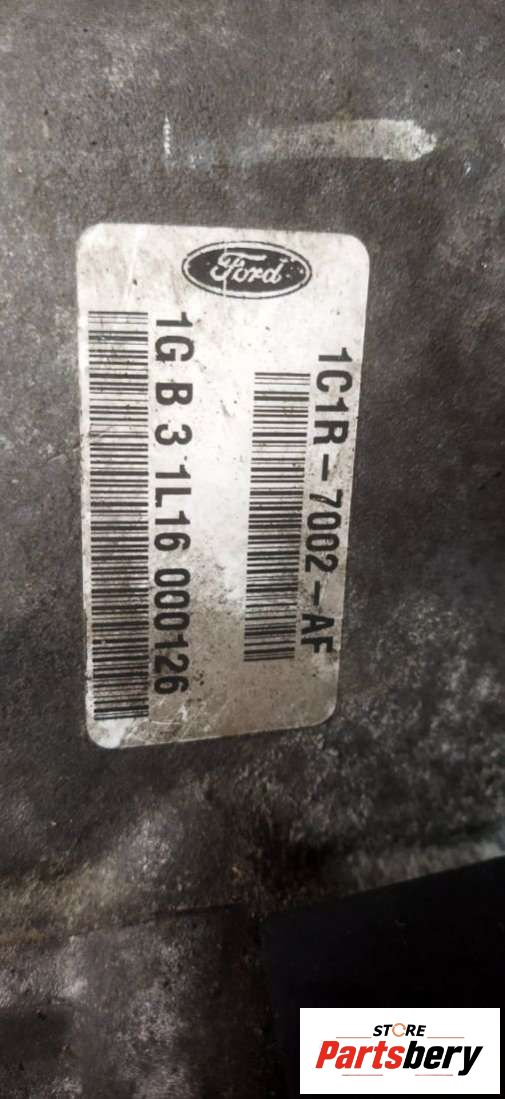 Ford
1C1R-7002-AF
1G B 3 1L16 000126
STORE
Partsbery